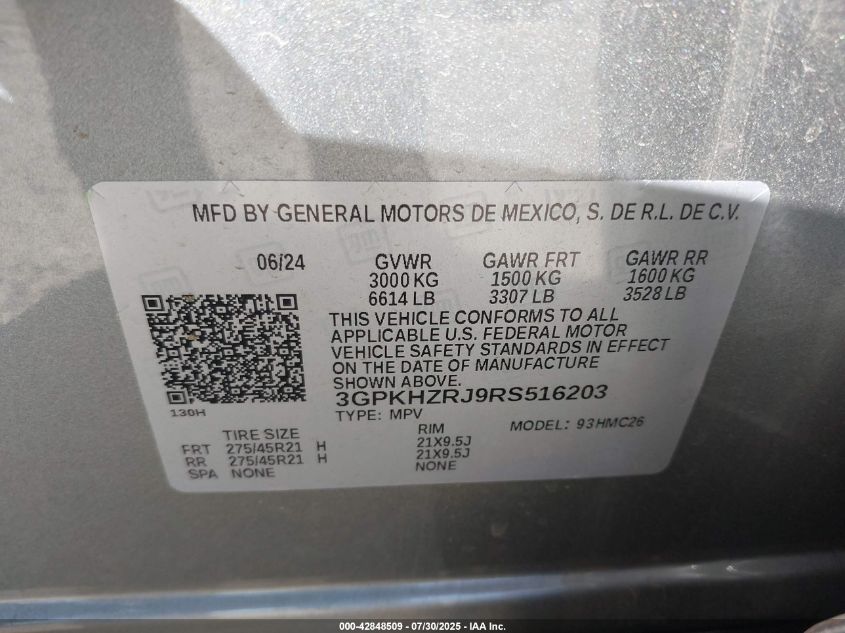 MFD BY GENERAL MOTORS DE MEXICO, S. DE R.L. DE C.V.
06/24 GVWR GAWR FRT GAWR RR
3000 KG 1500 KG 1600 KG
6614 LB 3307 LB 3528 LB
THIS VEHICLE CONFORMS TO ALL
APPLICABLE U.S. FEDERAL MOTOR
VEHICLE SAFETY STANDARDS IN EFFECT
ON THE DATE OF MANUFACTURE
SHOWN ABOVE.
3GPKHZRJ9RS516203
130H
TYPE: MPV MODEL: 93HMC26
TIRE SIZE RIM
FRT 275/45R21 H 21X9.5J
RR 275/45R21 H 21X9.5J
SPA NONE NONE
000-42848509 - 07/30/2025 - IAA Inc.